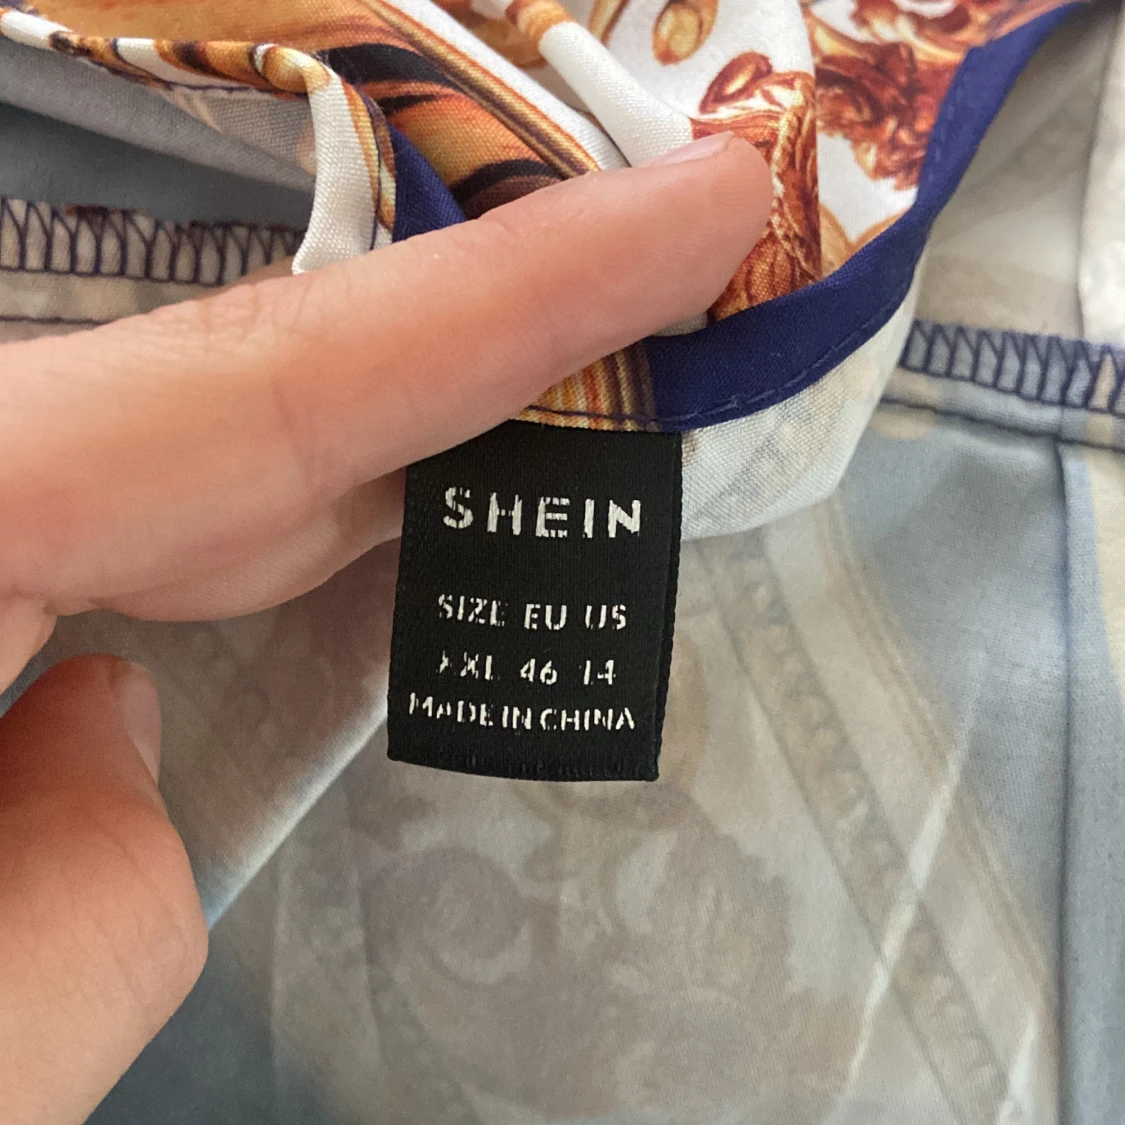 SHEIN
SIZE EU US
XXL 46 14
MADE IN CHINA